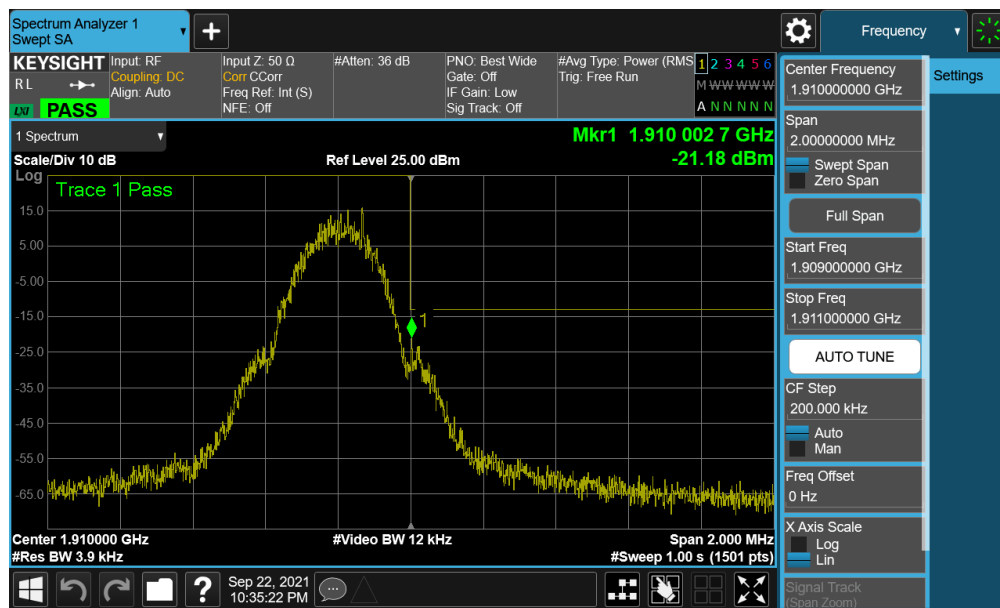 Spectrum Analyzer 1
Swept SA
+
Frequency
KEYSIGHT
R L
LXI PASS
Input: RF
Coupling: DC
Align: Auto
Input Z: 50 Ω
Corr CCorr
Freq Ref: Int (S)
NFE: Off
#Atten: 36 dB
PNO: Best Wide
Gate: Off
IF Gain: Low
Sig Track: Off
#Avg Type: Power (RMS
Trig: Free Run
1 2 3 4 5 6
M W W W W W
A N N N N N
1 Spectrum
Mkr1 1.910 002 7 GHz
Scale/Div 10 dB
Ref Level 25.00 dBm
-21.18 dBm
Log
Trace 1 Pass
15.0
5.00
-5.00
-15.0
1
-25.0
-35.0
-45.0
-55.0
-65.0
Center 1.910000 GHz
#Video BW 12 kHz
Span 2.000 MHz
#Res BW 3.9 kHz
#Sweep 1.00 s (1501 pts)
Center Frequency
1.910000000 GHz
Span
2.00000000 MHz
Swept Span
Zero Span
Full Span
Start Freq
1.909000000 GHz
Stop Freq
1.911000000 GHz
AUTO TUNE
CF Step
200.000 kHz
Auto
Man
Freq Offset
0 Hz
X Axis Scale
Log
Lin
Signal Track
(Span Zoom)
Settings
?
Sep 22, 2021
10:35:22 PM